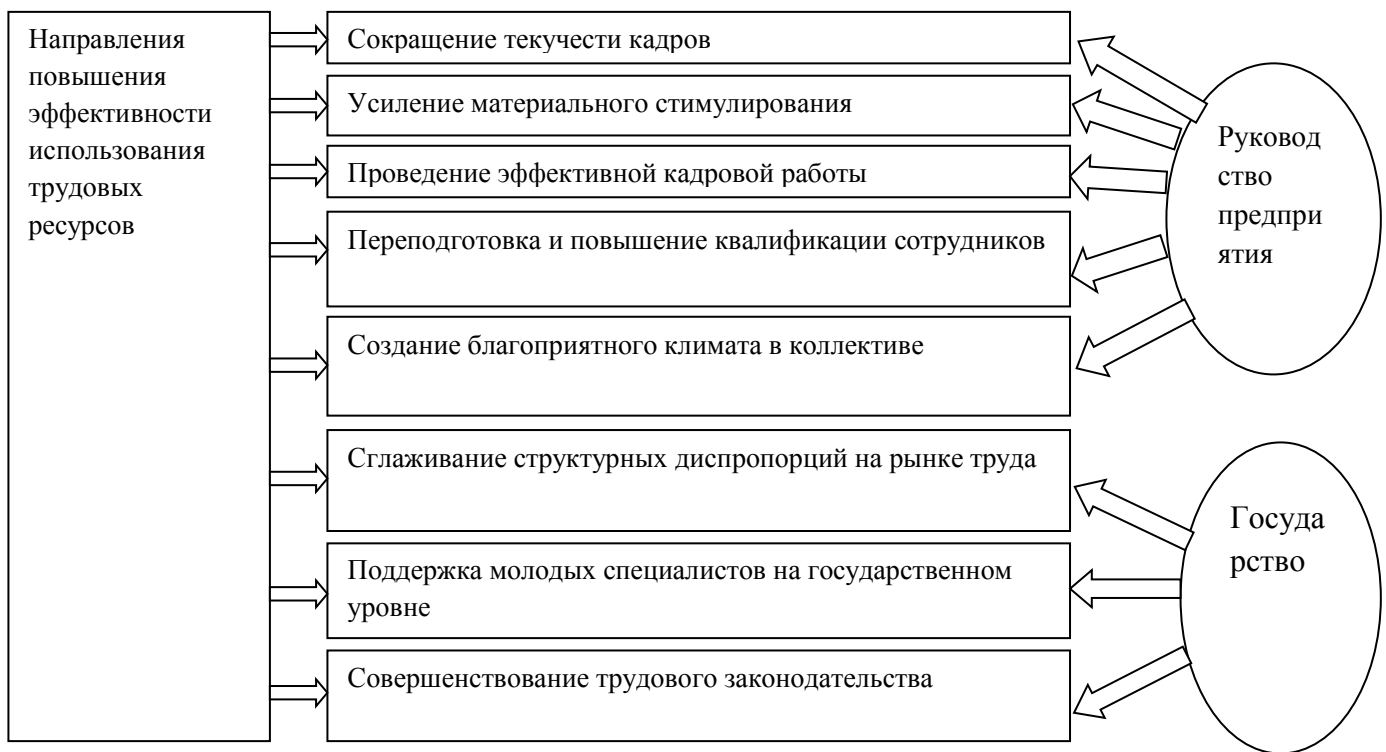 Направления
повышения
эффективности
использования
трудовых
ресурсов
Сокращение текучести кадров
Усиление материального стимулирования
Проведение эффективной кадровой работы
Переподготовка и повышение квалификации сотрудников
Создание благоприятного климата в коллективе
Сглаживание структурных диспропорций на рынке труда
Поддержка молодых специалистов на государственном
уровне
Совершенствование трудового законодательства
Руковод
ство
предпри
ятия
Госуда
рство